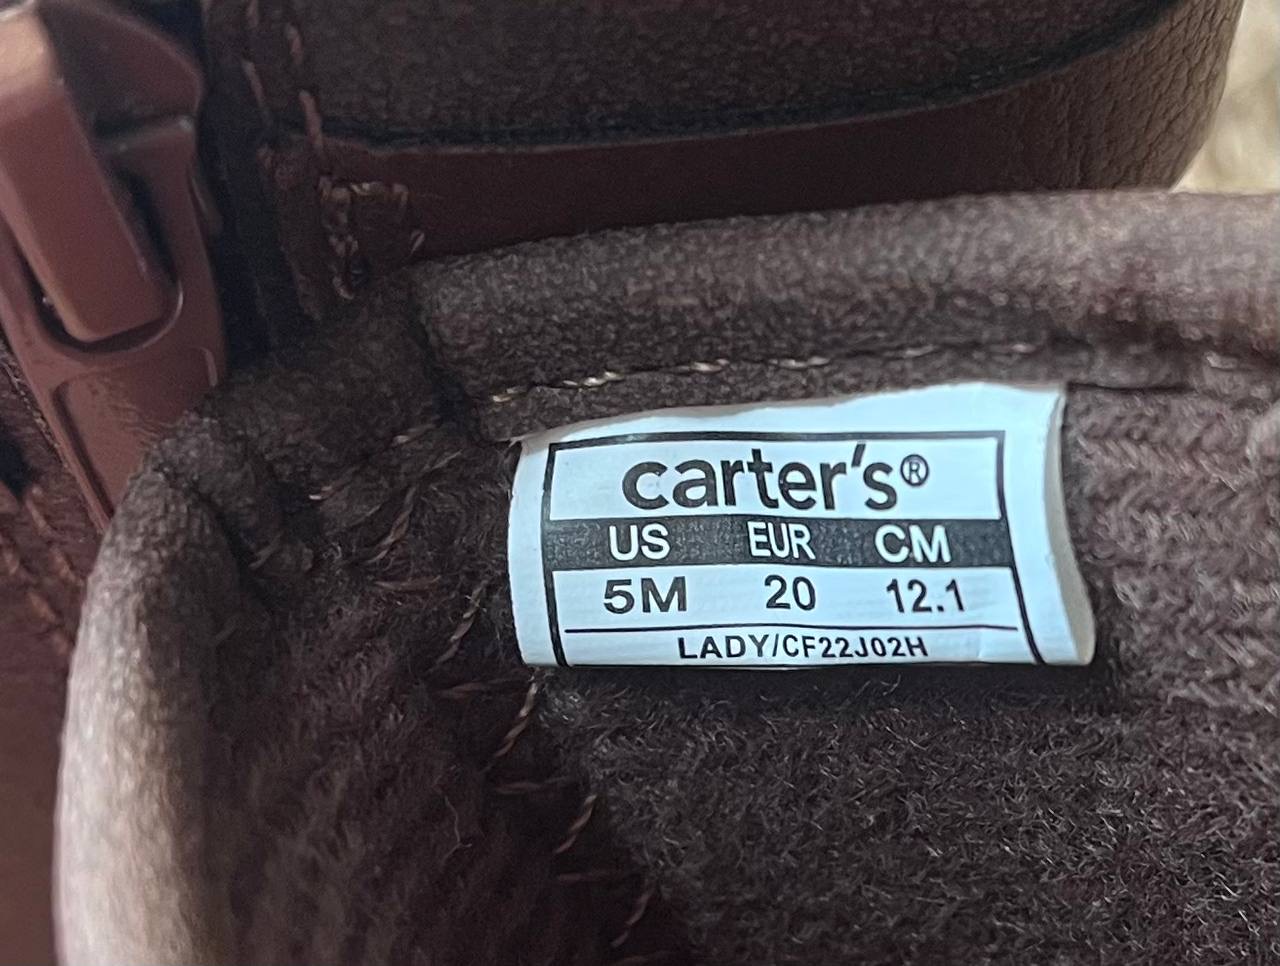 carter's®
US EUR CM
5M 20 12.1
LADY/CF22J02H